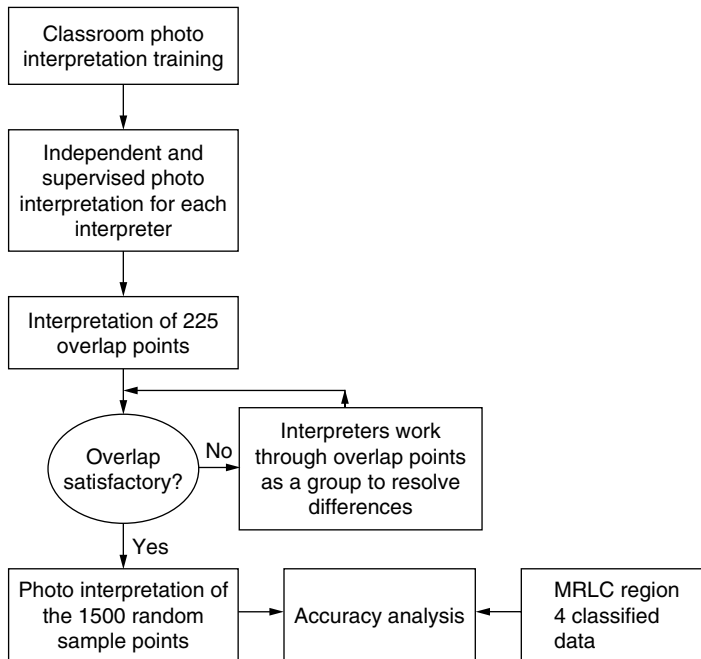 Classroom photo
interpretation training
Independent and
supervised photo
interpretation for each
interpreter
Interpretation of 225
overlap points
Overlap
satisfactory?
No
Interpreters work
through overlap points
as a group to resolve
differences
Yes
Photo interpretation of
the 1500 random
sample points
Accuracy analysis
MRLC region
4 classified
data